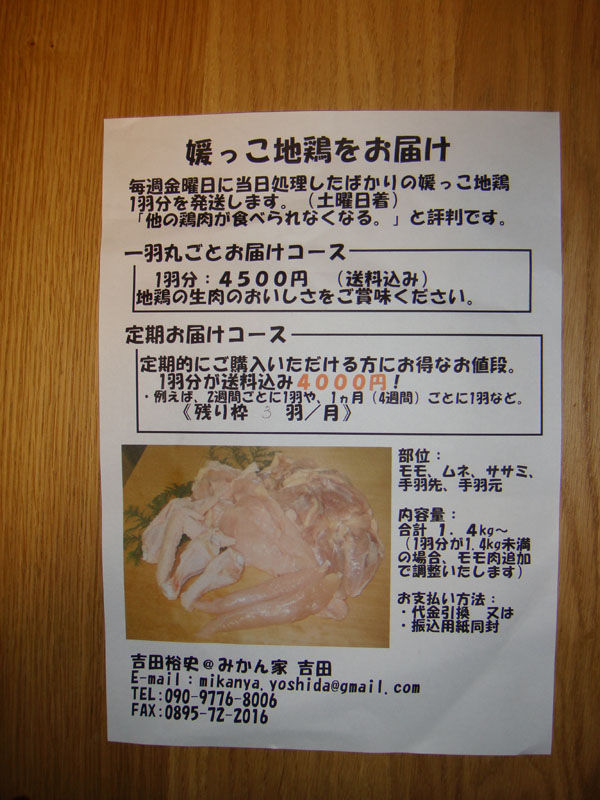 媛っこ地鶏をお届け
毎週金曜日に当日処理したばかりの媛っこ地鶏
1羽分を発送します。（土曜日着）
「他の鶏肉が食べられなくなる。」と評判です。
一羽丸ごとお届けコース
1羽分：４５００円　（送料込み）
地鶏の生肉のおいしさをご賞味ください。
定期お届けコース
定期的にご購入いただける方にお得なお値段。
1羽分が送料込み４０００円！
・例えば、2週間ごとに1羽や、1ヵ月（4週間）ごとに1羽など。
《残り枠 3 羽／月》
部位：
モモ、ムネ、ササミ、
手羽先、手羽元
内容量：
合計 １．４kg～
（1羽分が1.4kg未満
の場合、モモ肉追加
で調整いたします）
お支払い方法：
・代金引換　又は
・振込用紙同封
吉田裕史＠みかん家 吉田
E-mail：mikanya.yoshida@gmail.com
TEL:090-9776-8006
FAX:0895-72-2016